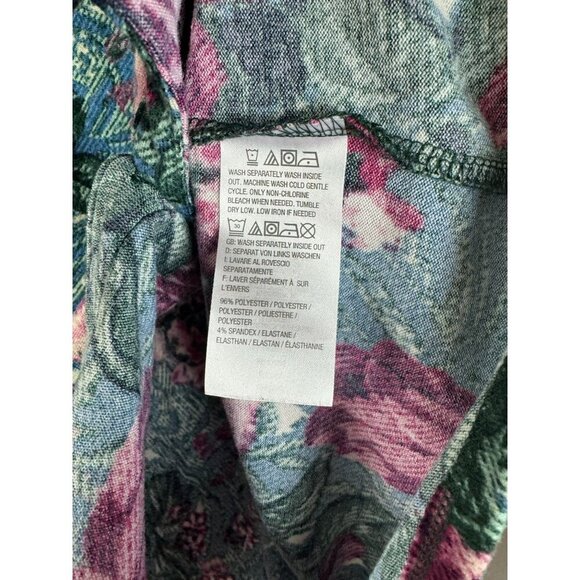 WASH SEPARATELY WASH INSIDE
OUT. MACHINE WASH COLD GENTLE
CYCLE. ONLY NON-CHLORINE
BLEACH WHEN NEEDED. TUMBLE
DRY LOW. LOW IRON IF NEEDED
30
GB: WASH SEPARATELY INSIDE OUT
D: SEPARAT VON LINKS WASCHEN
I: LAVARE AL ROVESCIO
SEPARATAMENTE
F: LAVER SÉPARÉMENT À SUR
L'ENVERS
96% POLYESTER / POLYESTER /
POLYESTER / POLIESTERE /
POLYESTER
4% SPANDEX / ELASTANE /
ELASTHAN / ELASTAN / ÉLASTHANNE